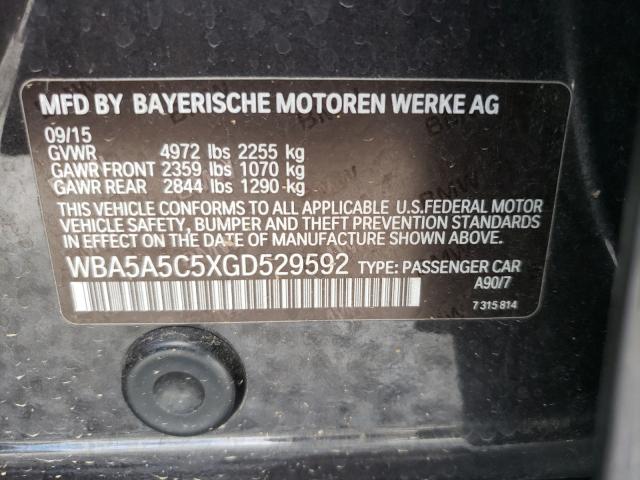 MFD BY BAYERISCHE MOTOREN WERKE AG
09/15
GVWR 4972 lbs 2255 kg
GAWR FRONT 2359 lbs 1070 kg
GAWR REAR 2844 lbs 1290 kg
THIS VEHICLE CONFORMS TO ALL APPLICABLE U.S.FEDERAL MOTOR
VEHICLE SAFETY, BUMPER AND THEFT PREVENTION STANDARDS
IN EFFECT ON THE DATE OF MANUFACTURE SHOWN ABOVE.
WBA5A5C5XGD529592 TYPE: PASSENGER CAR
A90/7
7 315 814